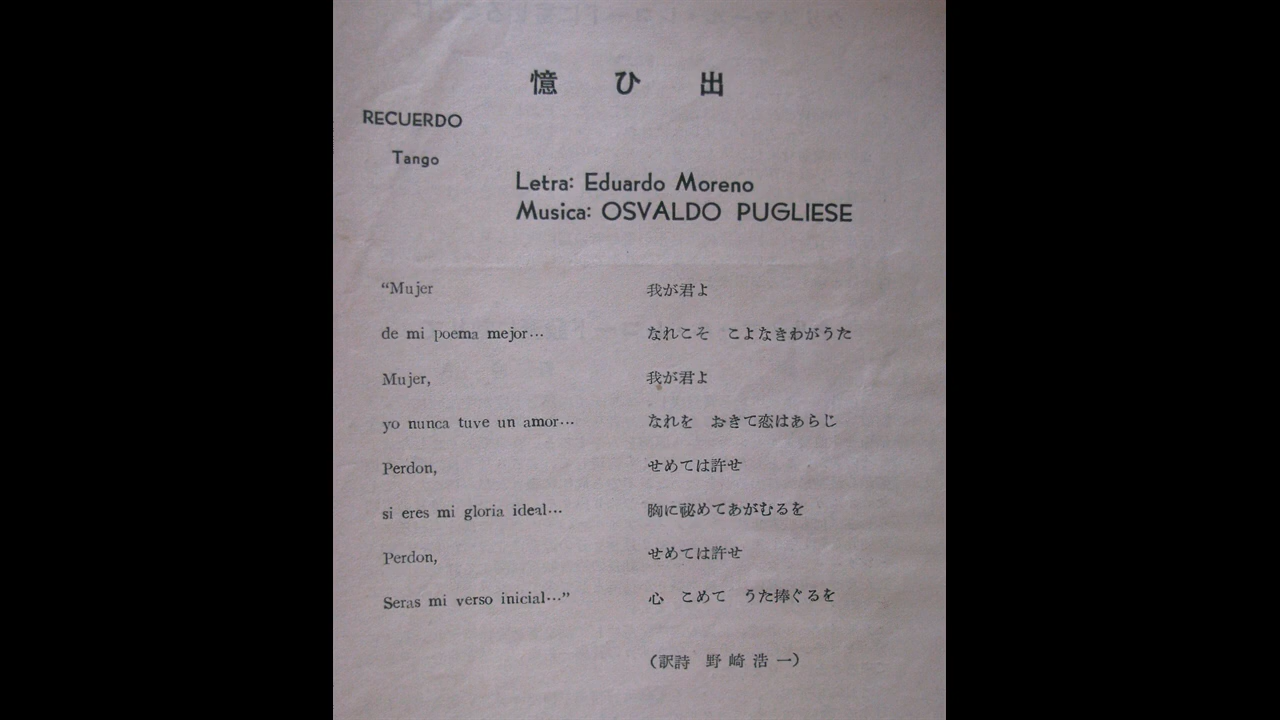 憶ひ出
RECUERDO
Tango
Letra: Eduardo Moreno
Musica: OSVALDO PUGLIESE
“Mujer 我が君よ
de mi poema mejor… なれこそ　こよなきわがうた
Mujer, 我が君よ
yo nunca tuve un amor… なれを　おきて恋はあらじ
Perdon, せめては許せ
si eres mi gloria ideal… 胸に秘めてあがむるを
Perdon, せめては許せ
Seras mi verso inicial…” 心　こめて　うた捧ぐるを
（訳詩　野崎浩一）